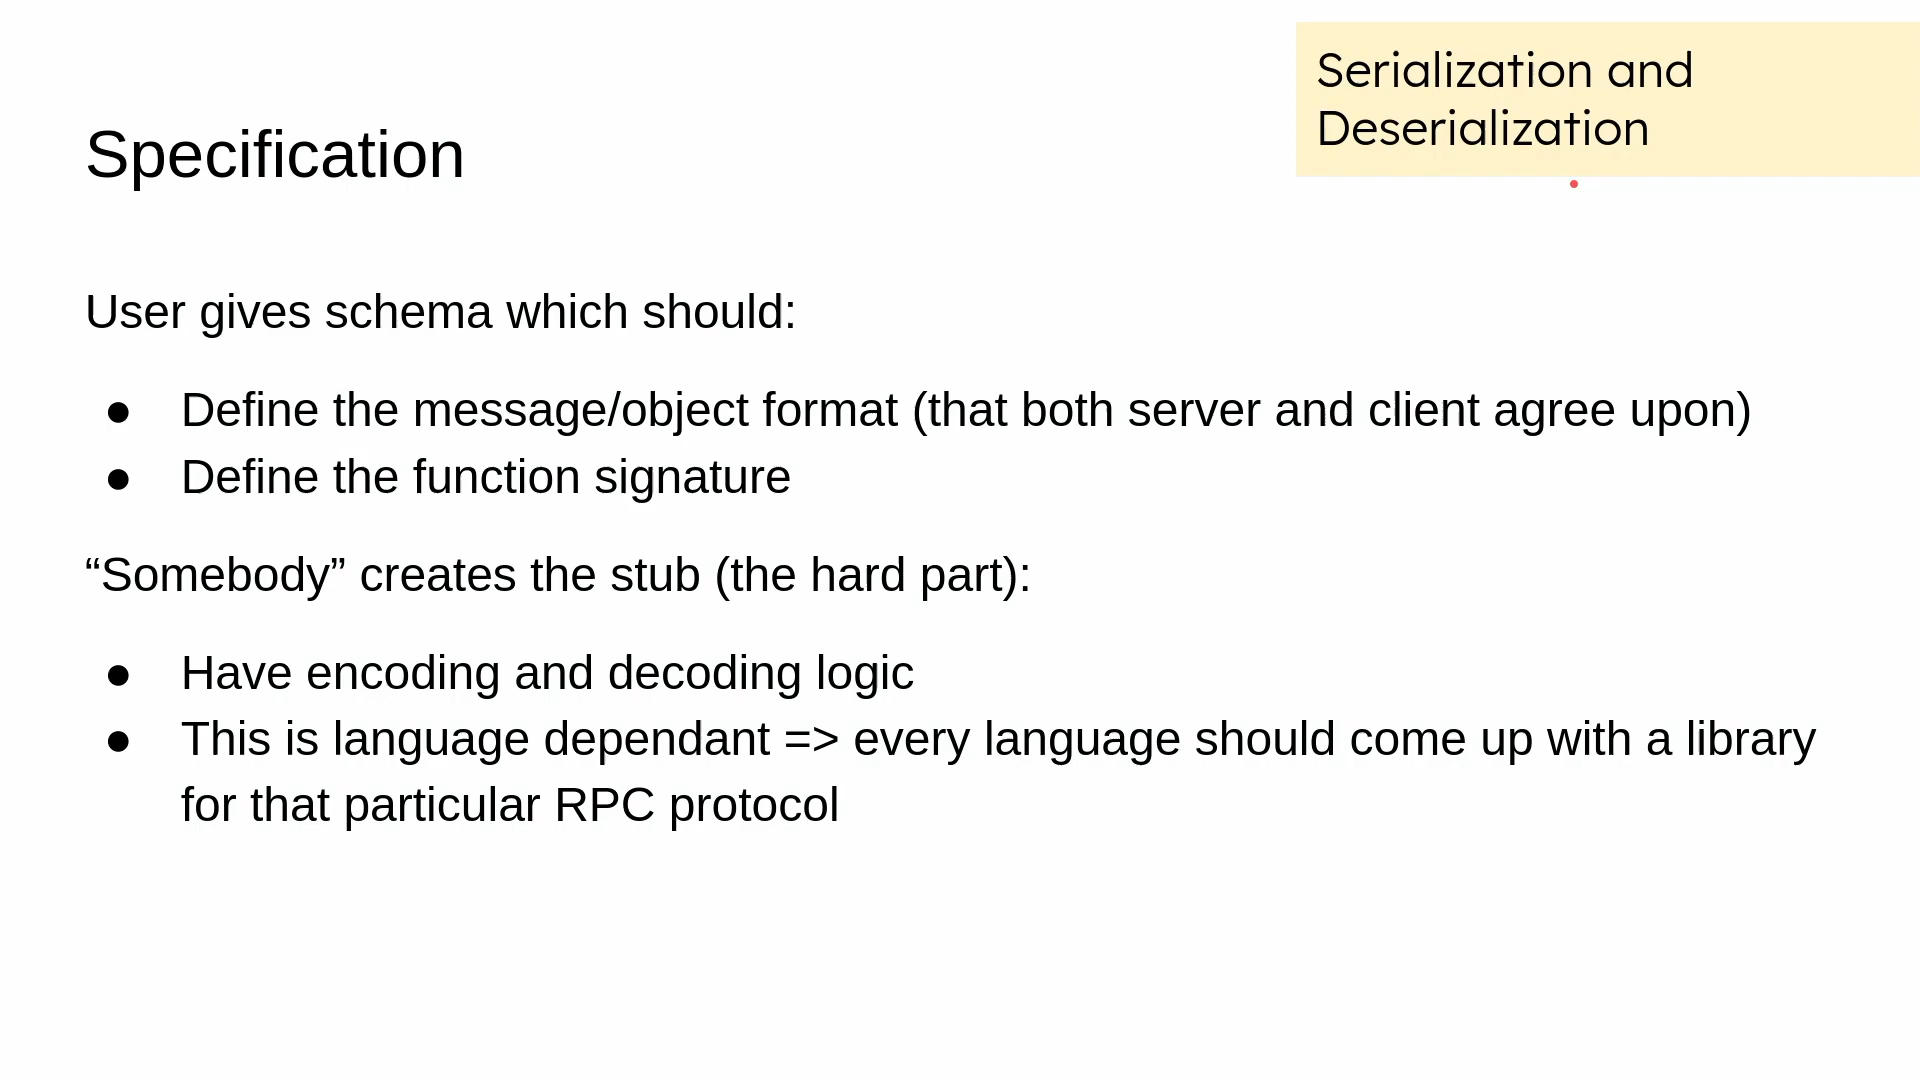 Serialization and
Deserialization
Specification
User gives schema which should:
● Define the message/object format (that both server and client agree upon)
● Define the function signature
“Somebody” creates the stub (the hard part):
● Have encoding and decoding logic
● This is language dependant => every language should come up with a library
for that particular RPC protocol